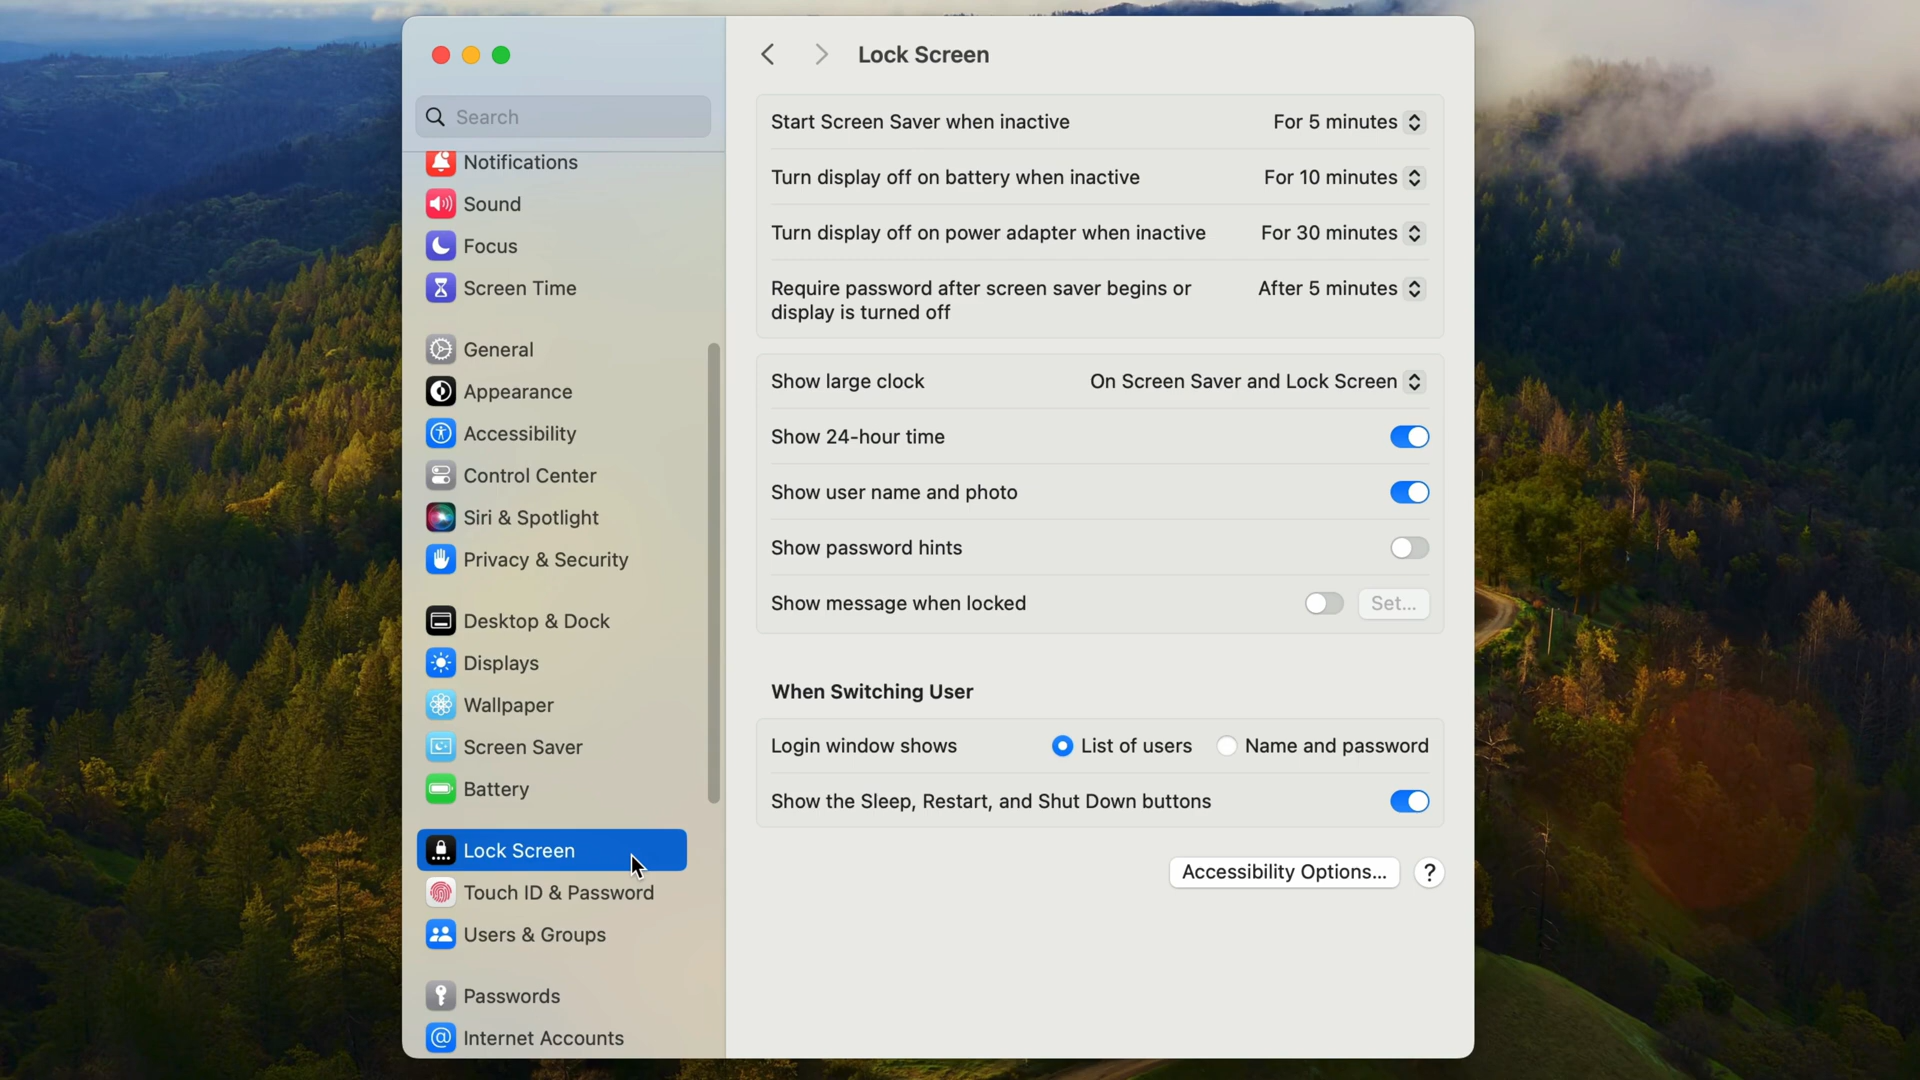 Lock Screen
Search
Notifications
Sound
Focus
Screen Time
General
Appearance
Accessibility
Control Center
Siri & Spotlight
Privacy & Security
Desktop & Dock
Displays
Wallpaper
Screen Saver
Battery
Lock Screen
Touch ID & Password
Users & Groups
Passwords
Internet Accounts
Start Screen Saver when inactive For 5 minutes
Turn display off on battery when inactive For 10 minutes
Turn display off on power adapter when inactive For 30 minutes
Require password after screen saver begins or After 5 minutes
display is turned off
Show large clock On Screen Saver and Lock Screen
Show 24-hour time
Show user name and photo
Show password hints
Show message when locked Set...
When Switching User
Login window shows List of users Name and password
Show the Sleep, Restart, and Shut Down buttons
Accessibility Options... ?